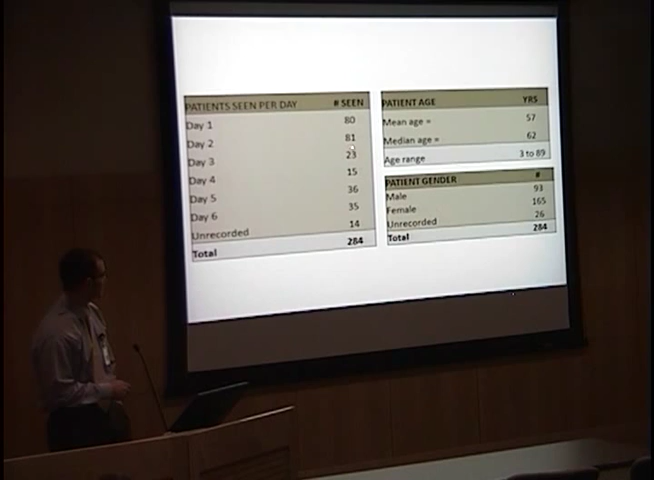 PATIENTS SEEN PER DAY # SEEN
Day 1 80
Day 2 81
Day 3 23
Day 4 15
Day 5 36
Day 6 35
Unrecorded 14
Total 284
PATIENT AGE YRS
Mean age = 57
Median age = 62
Age range 3 to 89
PATIENT GENDER #
Male 93
Female 165
Unrecorded 26
Total 284